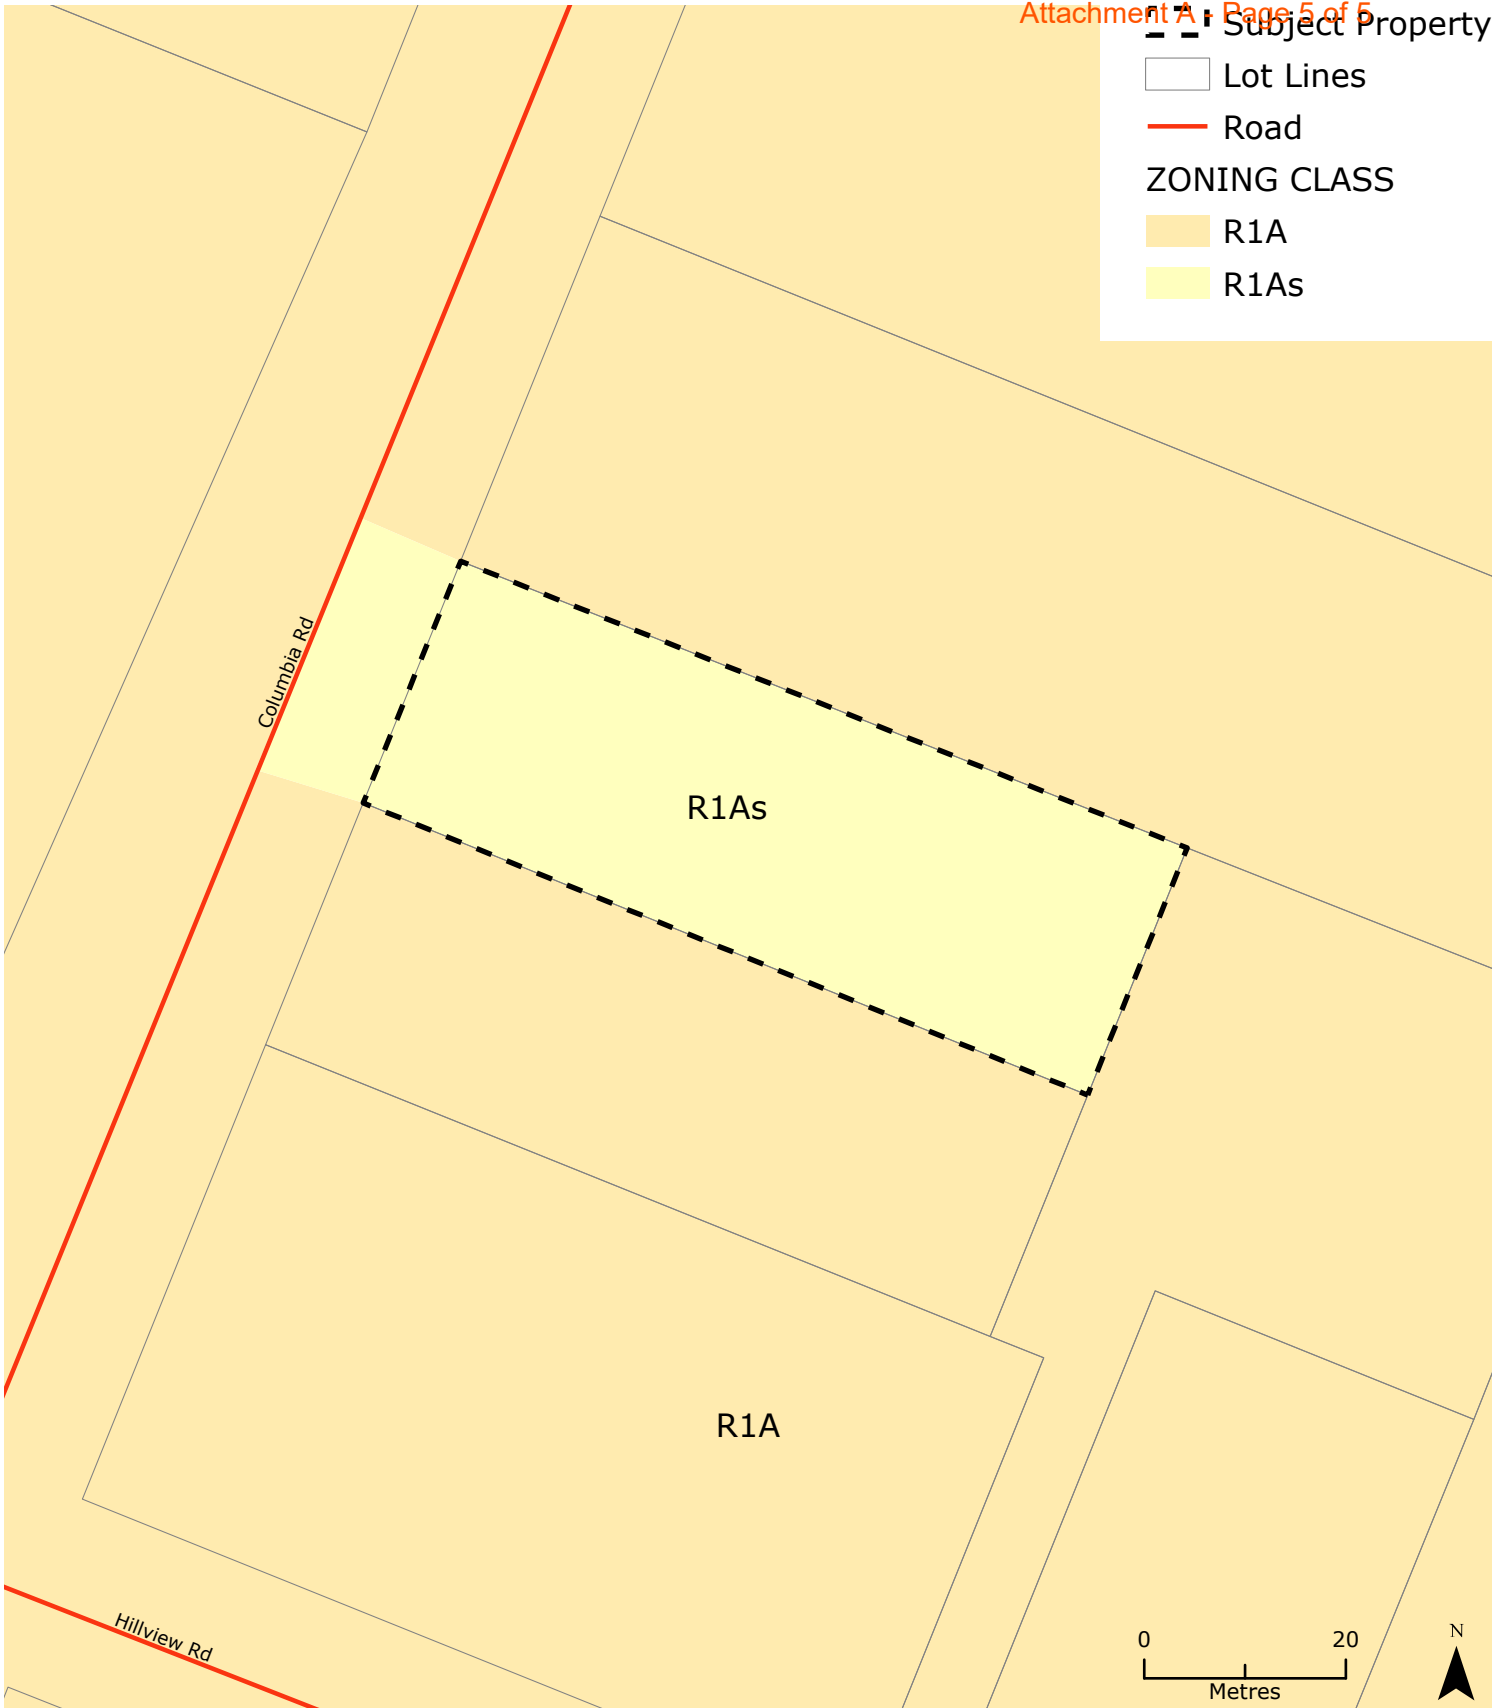 Attachment A - Page 5 of 5
Subject Property
Lot Lines
Road
ZONING CLASS
R1A
R1As
Columbia Rd
R1As
R1A
Hillview Rd
0 20
Metres
N